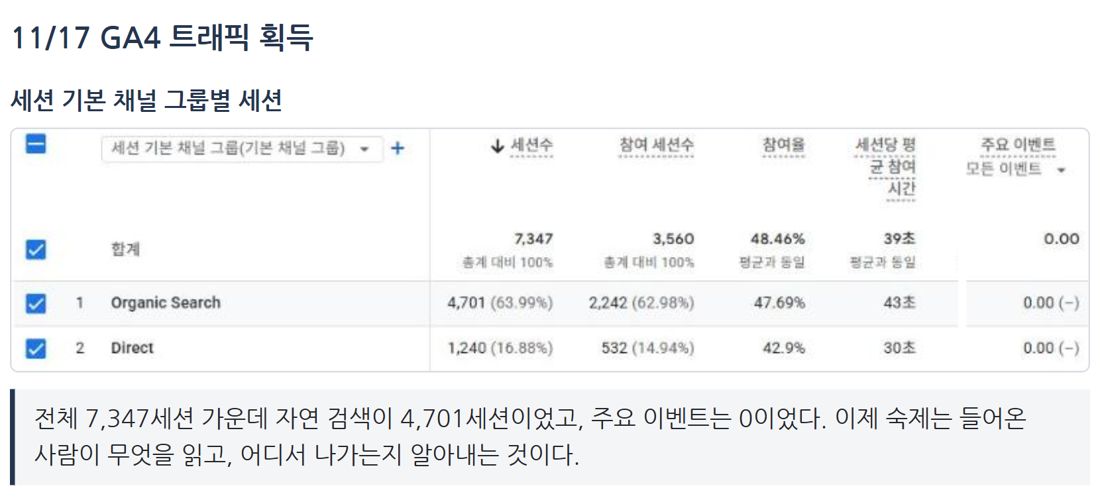 11/17 GA4 트래픽 획득
세션 기본 채널 그룹별 세션
세션 기본 채널 그룹(기본 채널 그룹) +
↓ 세션수
참여 세션수
참여율
세션당 평
균 참여
시간
주요 이벤트
모든 이벤트
합계 7,347 3,560 48.46% 39초 0.00
총계 대비 100% 총계 대비 100% 평균과 동일 평균과 동일
1 Organic Search 4,701 (63.99%) 2,242 (62.98%) 47.69% 43초 0.00 (–)
2 Direct 1,240 (16.88%) 532 (14.94%) 42.9% 30초 0.00 (–)
전체 7,347세션 가운데 자연 검색이 4,701세션이었고, 주요 이벤트는 0이었다. 이제 숙제는 들어온
사람이 무엇을 읽고, 어디서 나가는지 알아내는 것이다.